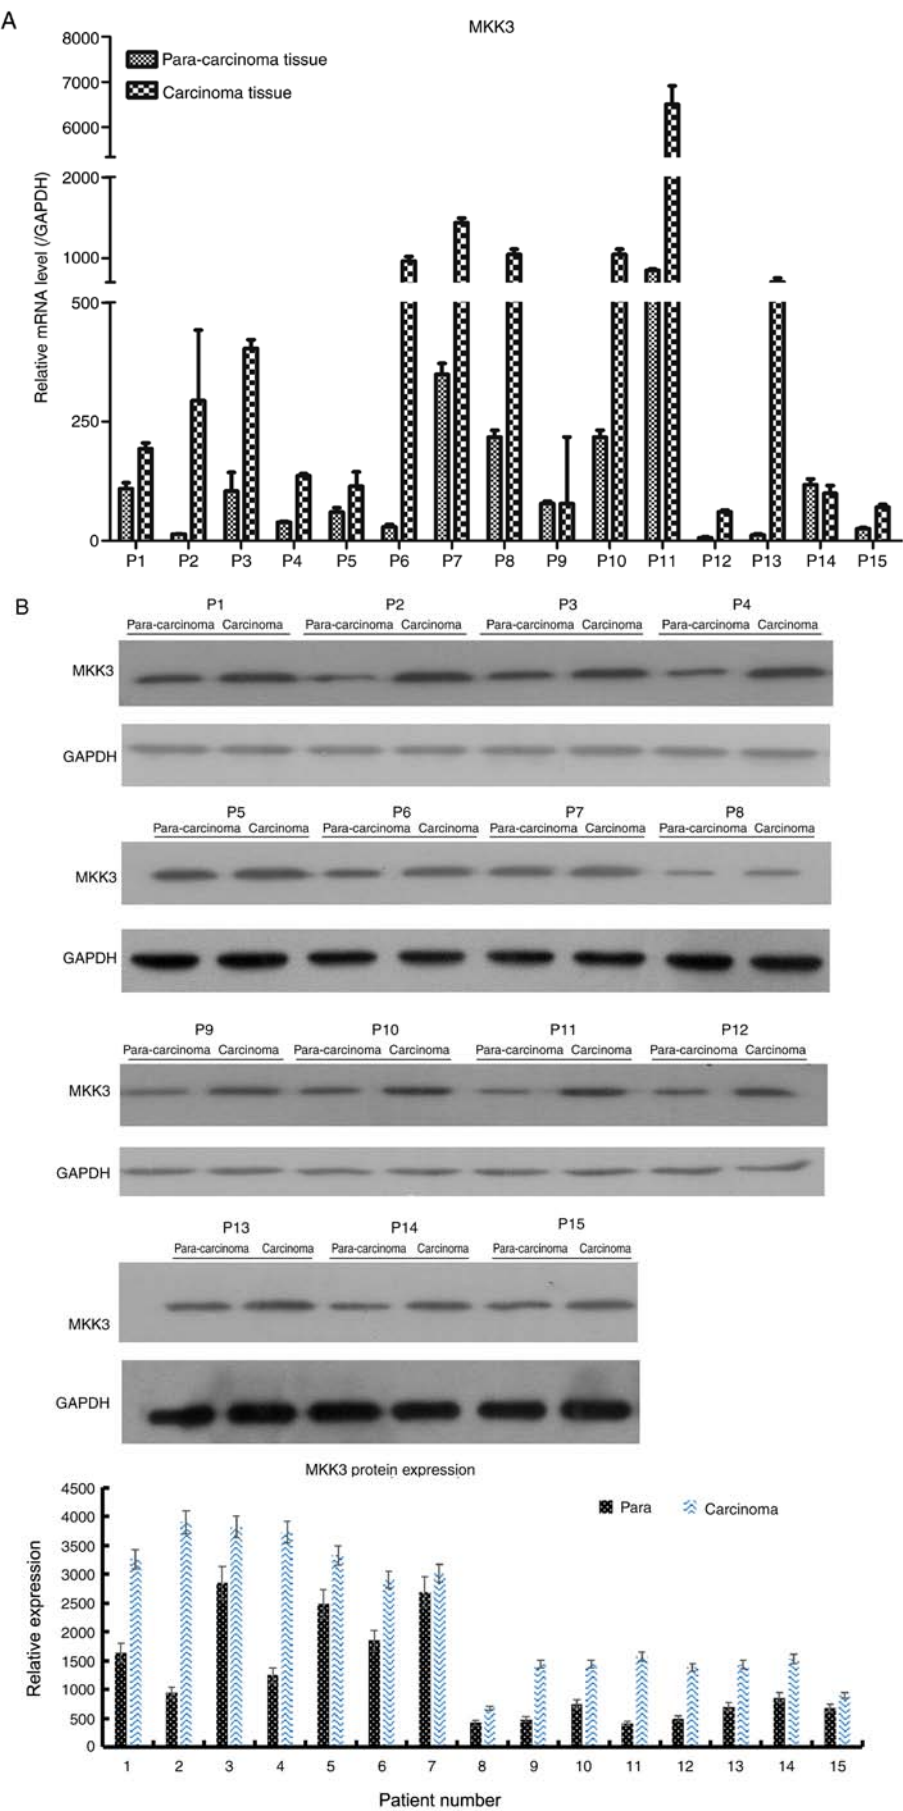 A
MKK3
8000
7000
6000
2000
1000
500
250
0
Relative mRNA level (/GAPDH)
Para-carcinoma tissue
Carcinoma tissue
P1 P2 P3 P4 P5 P6 P7 P8 P9 P10 P11 P12 P13 P14 P15
B
P1 P2 P3 P4
Para-carcinoma Carcinoma Para-carcinoma Carcinoma Para-carcinoma Carcinoma Para-carcinoma Carcinoma
MKK3
GAPDH
P5 P6 P7 P8
Para-carcinoma Carcinoma Para-carcinoma Carcinoma Para-carcinoma Carcinoma Para-carcinoma Carcinoma
MKK3
GAPDH
P9 P10 P11 P12
Para-carcinoma Carcinoma Para-carcinoma Carcinoma Para-carcinoma Carcinoma Para-carcinoma Carcinoma
MKK3
GAPDH
P13 P14 P15
Para-carcinoma Carcinoma Para-carcinoma Carcinoma Para-carcinoma Carcinoma
MKK3
GAPDH
MKK3 protein expression
4500
4000
3500
3000
2500
2000
1500
1000
500
0
Relative expression
Para Carcinoma
1 2 3 4 5 6 7 8 9 10 11 12 13 14 15
Patient number